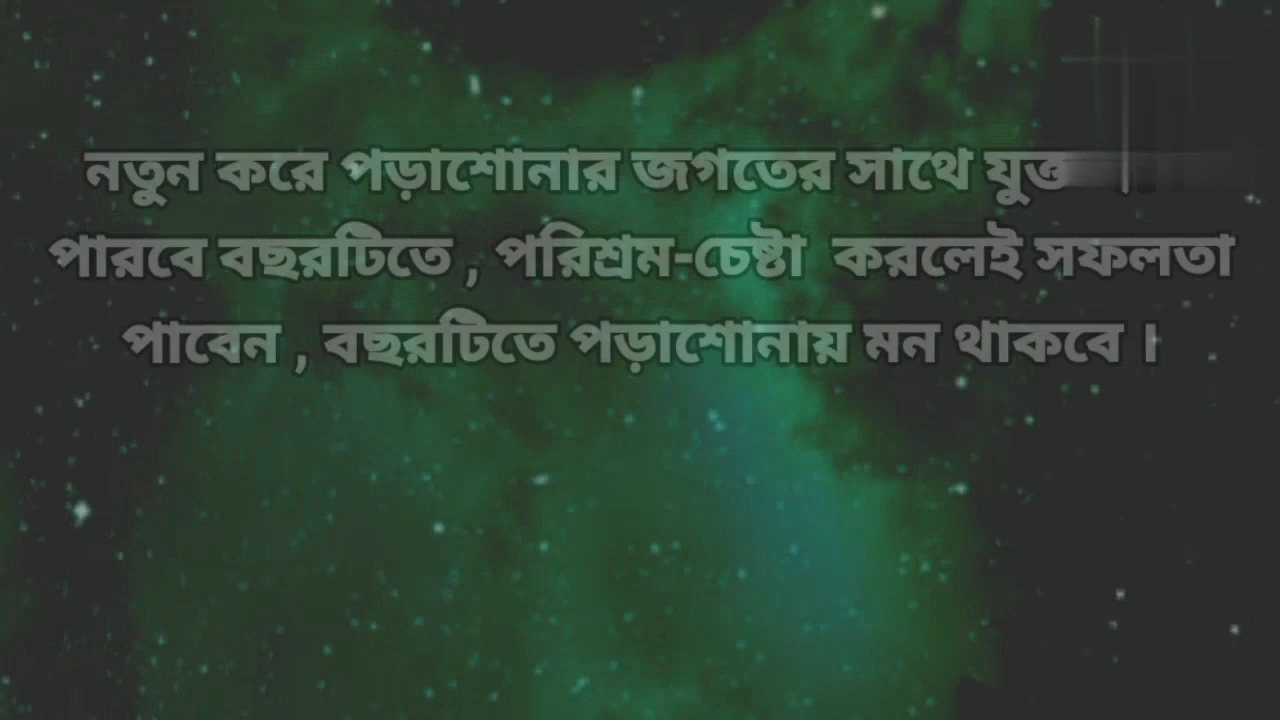 নতুন করে পড়াশোনার জগতের সাথে যুক্ত
পারবে বছরটিতে , পরিশ্রম-চেষ্টা করলেই সফলতা
পাবেন , বছরটিতে পড়াশোনায় মন থাকবে ।